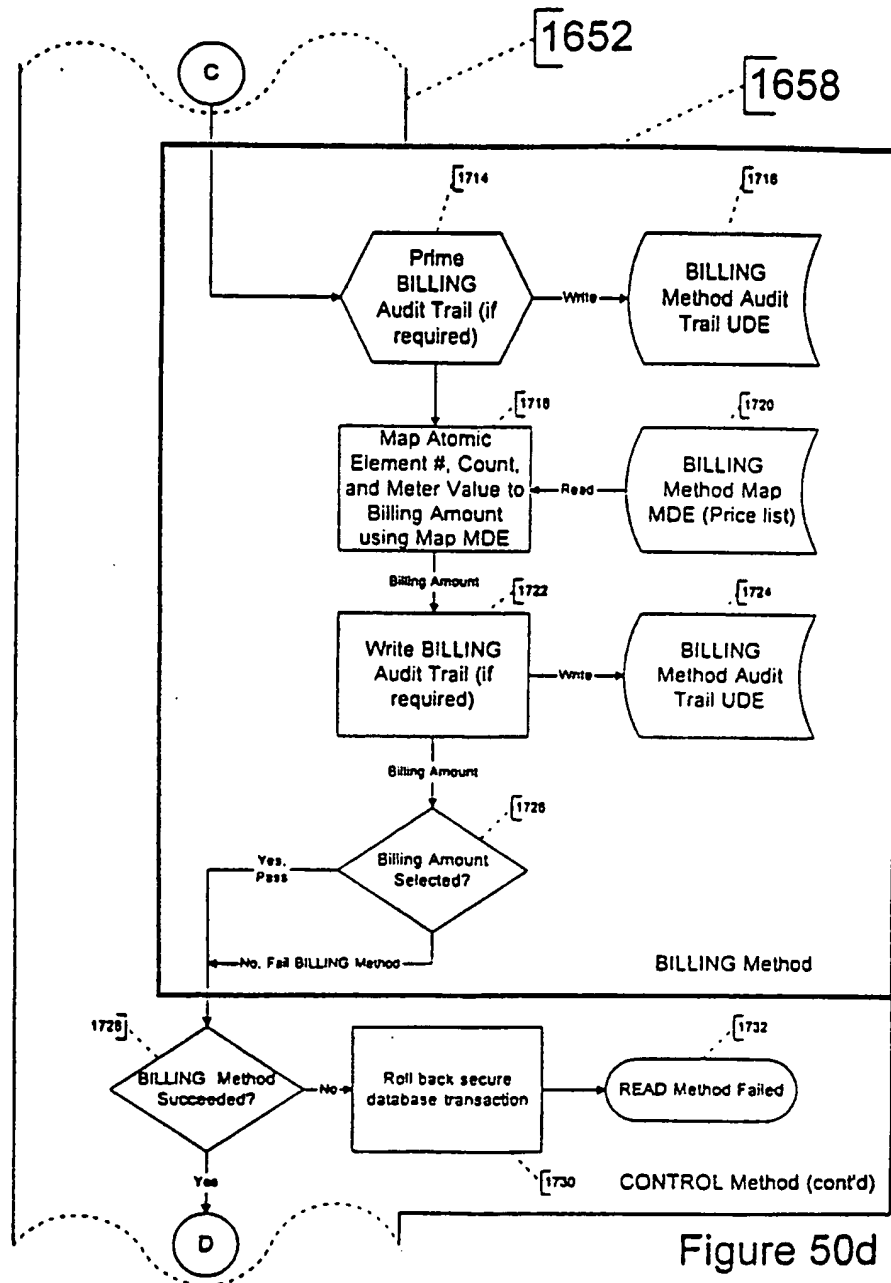 1652
C
1658
1714
1716
Prime
BILLING
Audit Trail (if
required)
Write
BILLING
Method Audit
Trail UDE
1718
1720
Map Atomic
Element #, Count,
and Meter Value to
Billing Amount
using Map MDE
Read
BILLING
Method Map
MDE (Price list)
Billing Amount
1722
1724
Write BILLING
Audit Trail (if
required)
Write
BILLING
Method Audit
Trail UDE
Billing Amount
1726
Yes,
Pass
Billing Amount
Selected?
No, Fail BILLING Method
BILLING Method
1728
1732
BILLING Method
Succeeded?
No
Roll back secure
database transaction
READ Method Failed
Yes
1730
CONTROL Method (cont'd)
D
Figure 50d